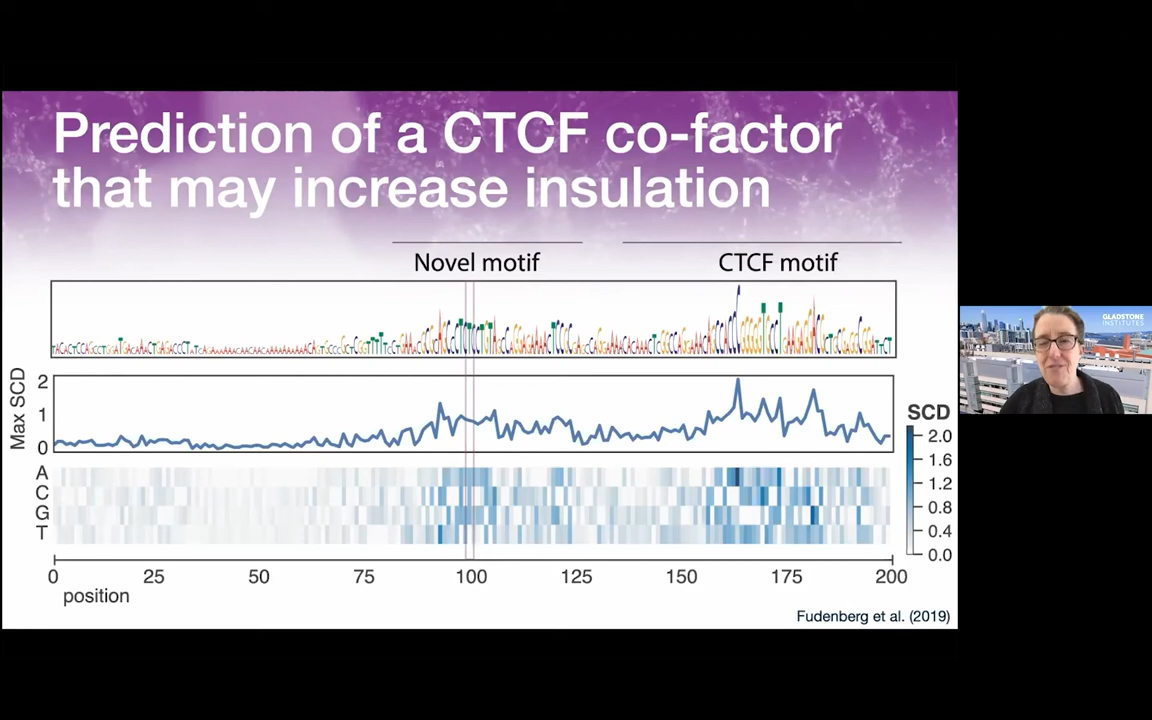 Prediction of a CTCF co-factor
that may increase insulation
Novel motif
CTCF motif
Max SCD
2
1
0
A
C
G
T
SCD
2.0
1.6
1.2
0.8
0.4
0.0
0 25 50 75 100 125 150 175 200
position
Fudenberg et al. (2019)
GLADSTONE
INSTITUTES